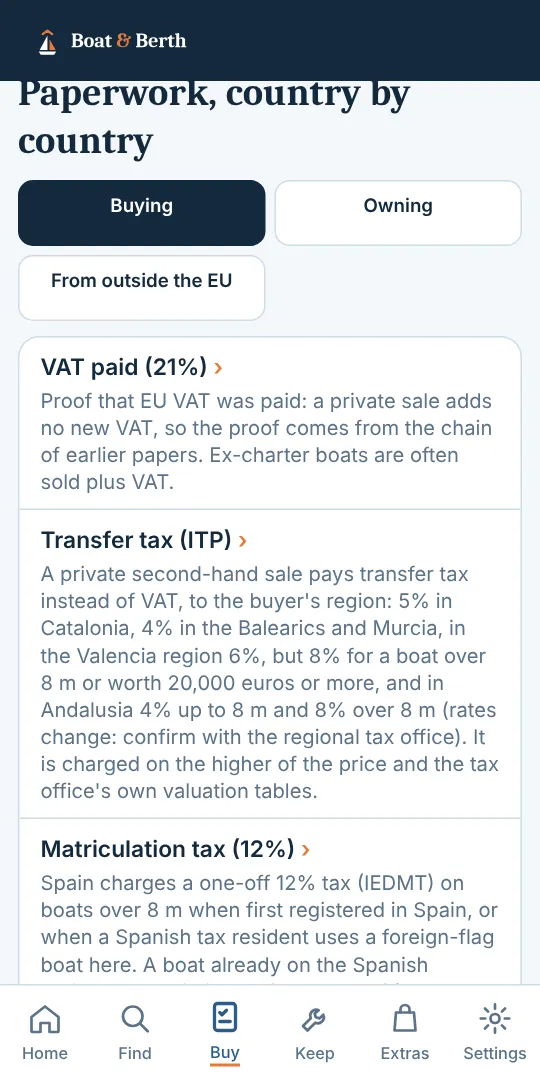 Boat & Berth
Paperwork, country by
country
Buying
Owning
From outside the EU
VAT paid (21%) ›
Proof that EU VAT was paid: a private sale adds
no new VAT, so the proof comes from the chain
of earlier papers. Ex-charter boats are often
sold plus VAT.
Transfer tax (ITP) ›
A private second-hand sale pays transfer tax
instead of VAT, to the buyer's region: 5% in
Catalonia, 4% in the Balearics and Murcia, in
the Valencia region 6%, but 8% for a boat over
8 m or worth 20,000 euros or more, and in
Andalusia 4% up to 8 m and 8% over 8 m (rates
change: confirm with the regional tax office). It
is charged on the higher of the price and the tax
office's own valuation tables.
Matriculation tax (12%) ›
Spain charges a one-off 12% tax (IEDMT) on
boats over 8 m when first registered in Spain, or
when a Spanish tax resident uses a foreign-flag
boat here. A boat already on the Spanish
Home
Find
Buy
Keep
Extras
Settings